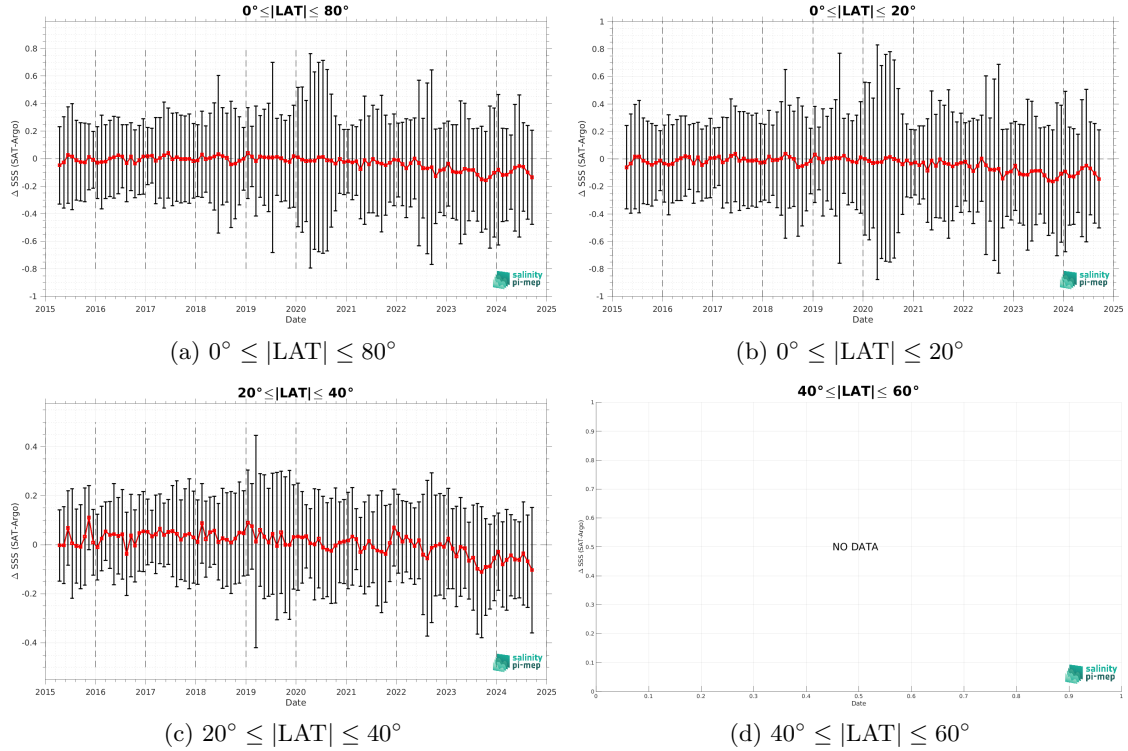 0°≤|LAT|≤ 80°
Δ SSS (SAT-Argo)
0.8
0.6
0.4
0.2
0
-0.2
-0.4
-0.6
-0.8
-1
2015 2016 2017 2018 2019 2020 2021 2022 2023 2024 2025
Date
salinity
pi-mep
(a) 0° ≤ |LAT| ≤ 80°
0°≤|LAT|≤ 20°
Δ SSS (SAT-Argo)
1
0.8
0.6
0.4
0.2
0
-0.2
-0.4
-0.6
-0.8
-1
2015 2016 2017 2018 2019 2020 2021 2022 2023 2024 2025
Date
salinity
pi-mep
(b) 0° ≤ |LAT| ≤ 20°
20°≤|LAT|≤ 40°
Δ SSS (SAT-Argo)
0.4
0.2
0
-0.2
-0.4
2015 2016 2017 2018 2019 2020 2021 2022 2023 2024 2025
Date
salinity
pi-mep
(c) 20° ≤ |LAT| ≤ 40°
40°≤|LAT|≤ 60°
Δ SSS (SAT-Argo)
1
0.9
0.8
0.7
0.6
0.5
0.4
0.3
0.2
0.1
0
NO DATA
0 0.1 0.2 0.3 0.4 0.5 0.6 0.7 0.8 0.9 1
Date
salinity
pi-mep
(d) 40° ≤ |LAT| ≤ 60°